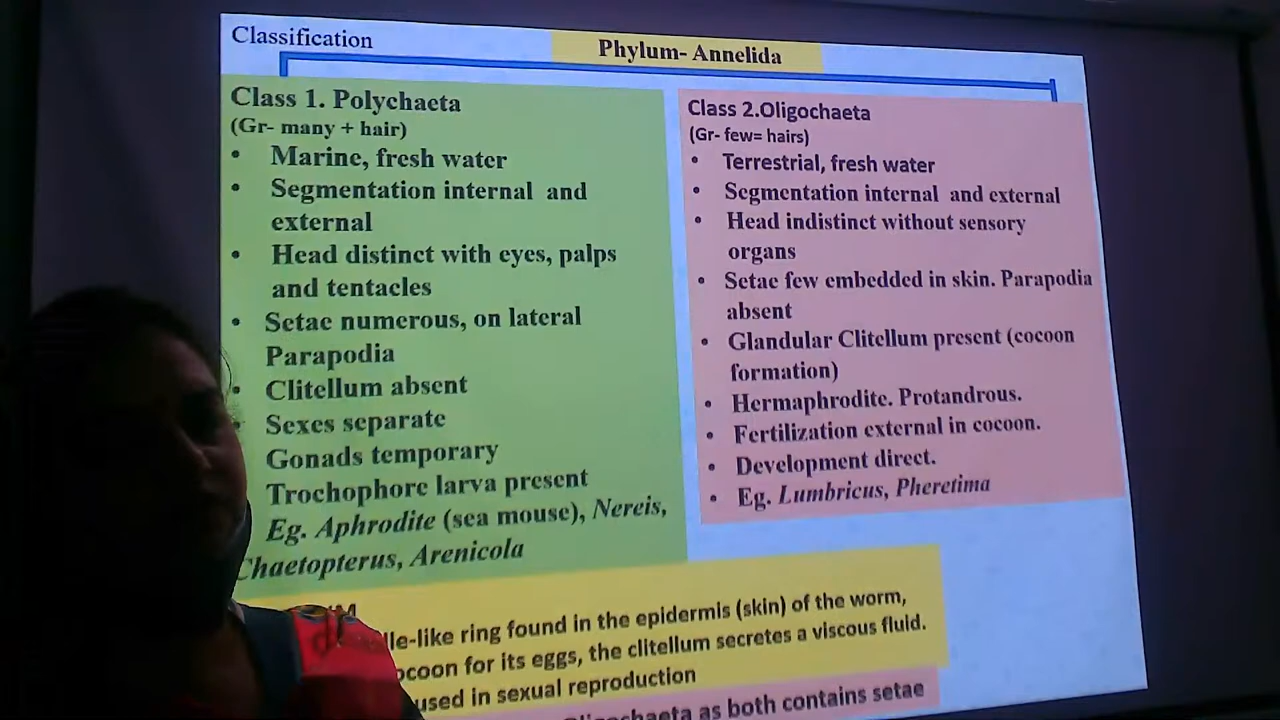 Classification
Phylum- Annelida
Class 1. Polychaeta
(Gr- many + hair)
• Marine, fresh water
• Segmentation internal and
external
• Head distinct with eyes, palps
and tentacles
• Setae numerous, on lateral
Parapodia
• Clitellum absent
• Sexes separate
Gonads temporary
Trochophore larva present
Eg. Aphrodite (sea mouse), Nereis,
Chaetopterus, Arenicola
Class 2.Oligochaeta
(Gr- few= hairs)
• Terrestrial, fresh water
• Segmentation internal and external
• Head indistinct without sensory
organs
• Setae few embedded in skin. Parapodia
absent
• Glandular Clitellum present (cocoon
formation)
• Hermaphrodite. Protandrous.
• Fertilization external in cocoon.
• Development direct.
• Eg. Lumbricus, Pheretima
ring found in the epidermis (skin) of the worm,
for its eggs, the clitellum secretes a viscous fluid.
used in sexual reproduction
as both contains setae